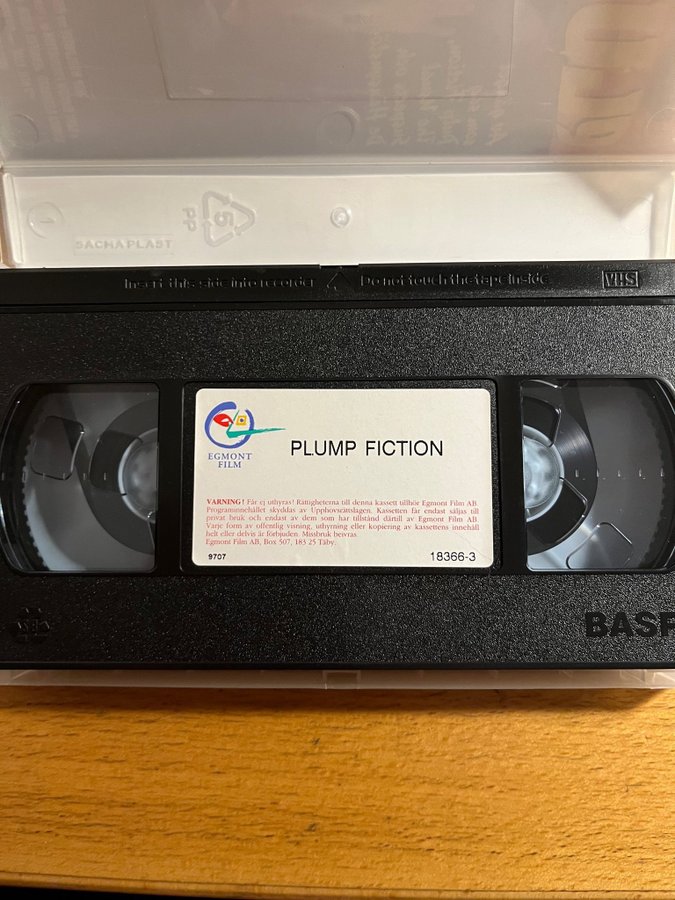 5
PP
SACHAPLAST
Insert this side into recorder Do not touch the tape inside VHS
EGMONT
FILM
PLUMP FICTION
VARNING! Får ej uthyras! Rättigheterna till denna kassett tillhör Egmont Film AB.
Programinnehållet skyddas av Upphovsrättslagen. Kassetten får endast säljas till
privat bruk och endast av dem som har tillstånd därtill av Egmont Film AB.
Varje form av offentlig visning, uthyrning eller kopiering av kassettens innehåll
helt eller delvis är förbjuden. Missbruk beivras.
Egmont Film AB, Box 507, 183 25 Täby.
9707 18366-3
BASF